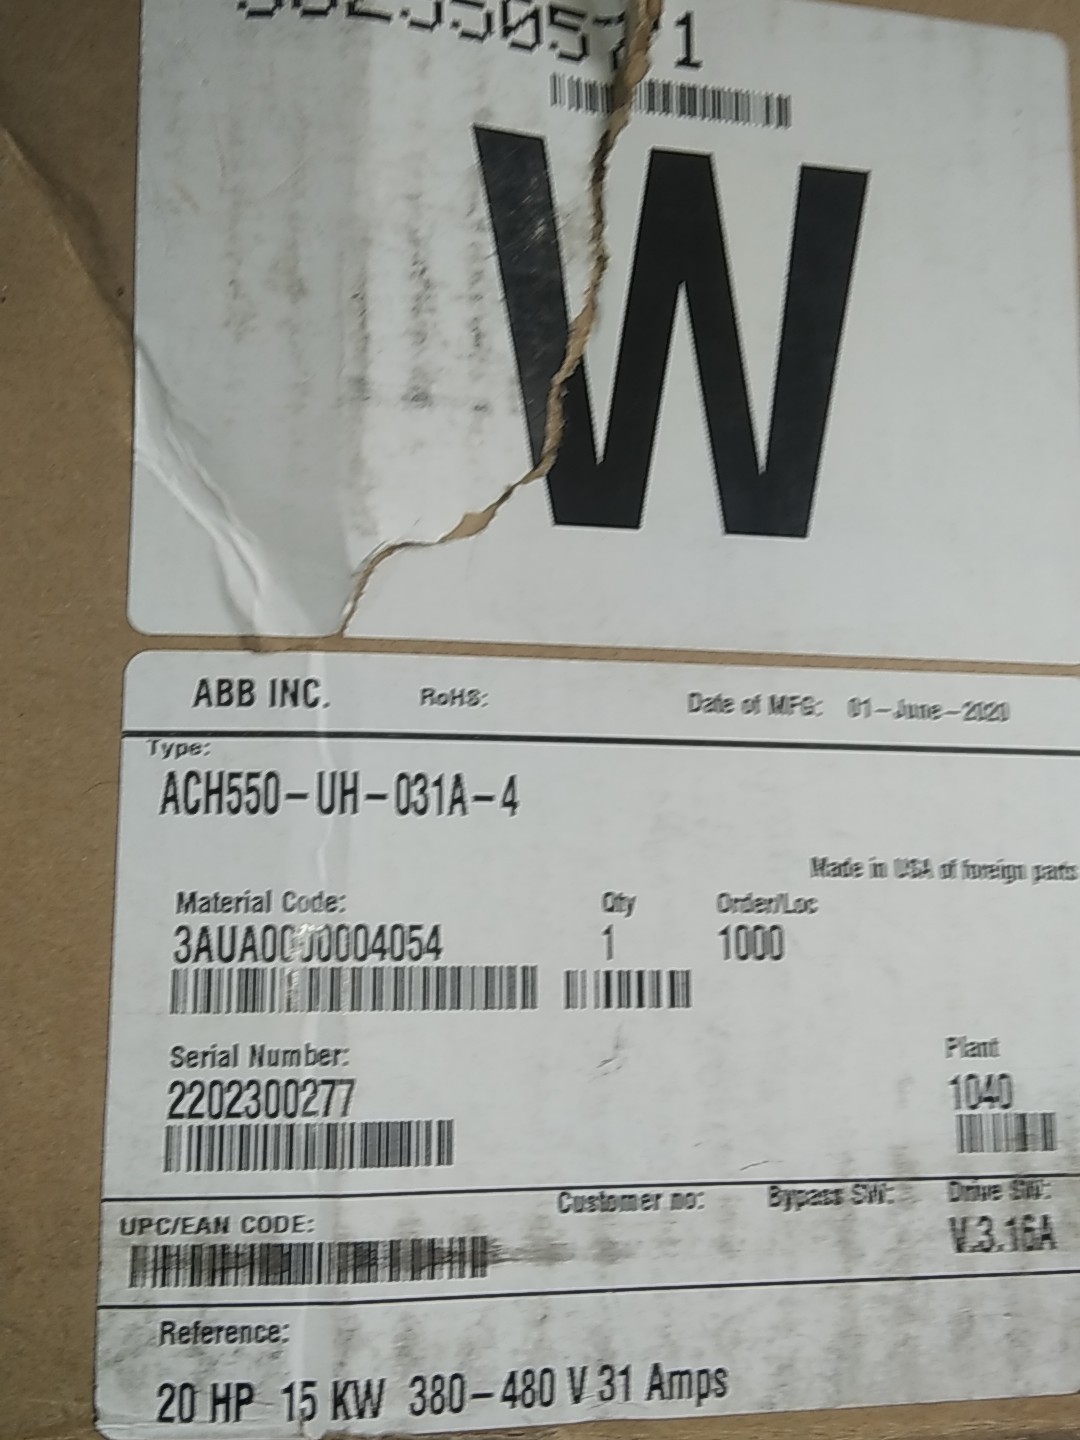 W
ABB INC. RoHS: Date of MFG: 01-June-2020
Type:
ACH550-UH-031A-4
Made in USA of foreign parts
Material Code: Qty Order/Loc
3AUA0000004054 1 1000
Serial Number: Plant
2202300277 1040
Customer no: Bypass SW: Drive SW:
UPC/EAN CODE: V.3.16A
Reference:
20 HP 15 KW 380-480 V 31 Amps